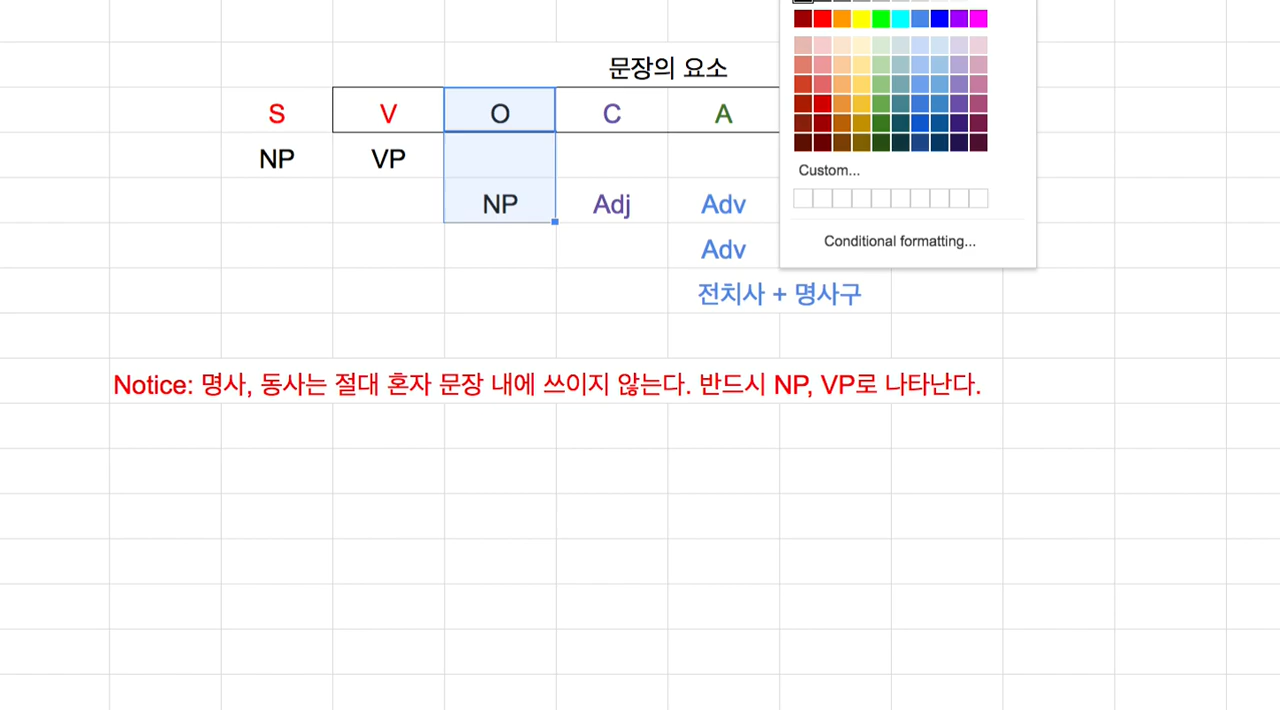 문장의 요소
S V O C A
NP VP
NP Adj Adv
Adv
전치사 + 명사구
Notice: 명사, 동사는 절대 혼자 문장 내에 쓰이지 않는다. 반드시 NP, VP로 나타난다.
Custom...
Conditional formatting...